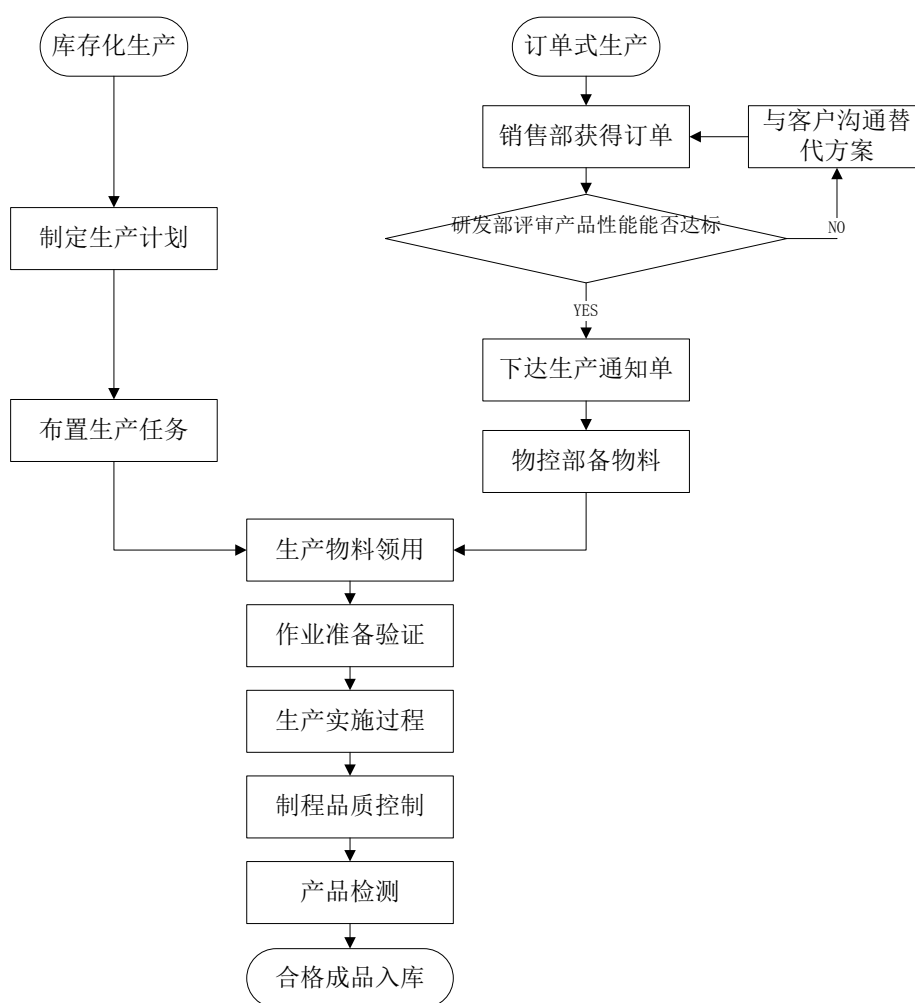 库存化生产
订单式生产
销售部获得订单
与客户沟通替
代方案
研发部评审产品性能能否达标
NO
制定生产计划
YES
下达生产通知单
布置生产任务
物控部备物料
生产物料领用
作业准备验证
生产实施过程
制程品质控制
产品检测
合格成品入库